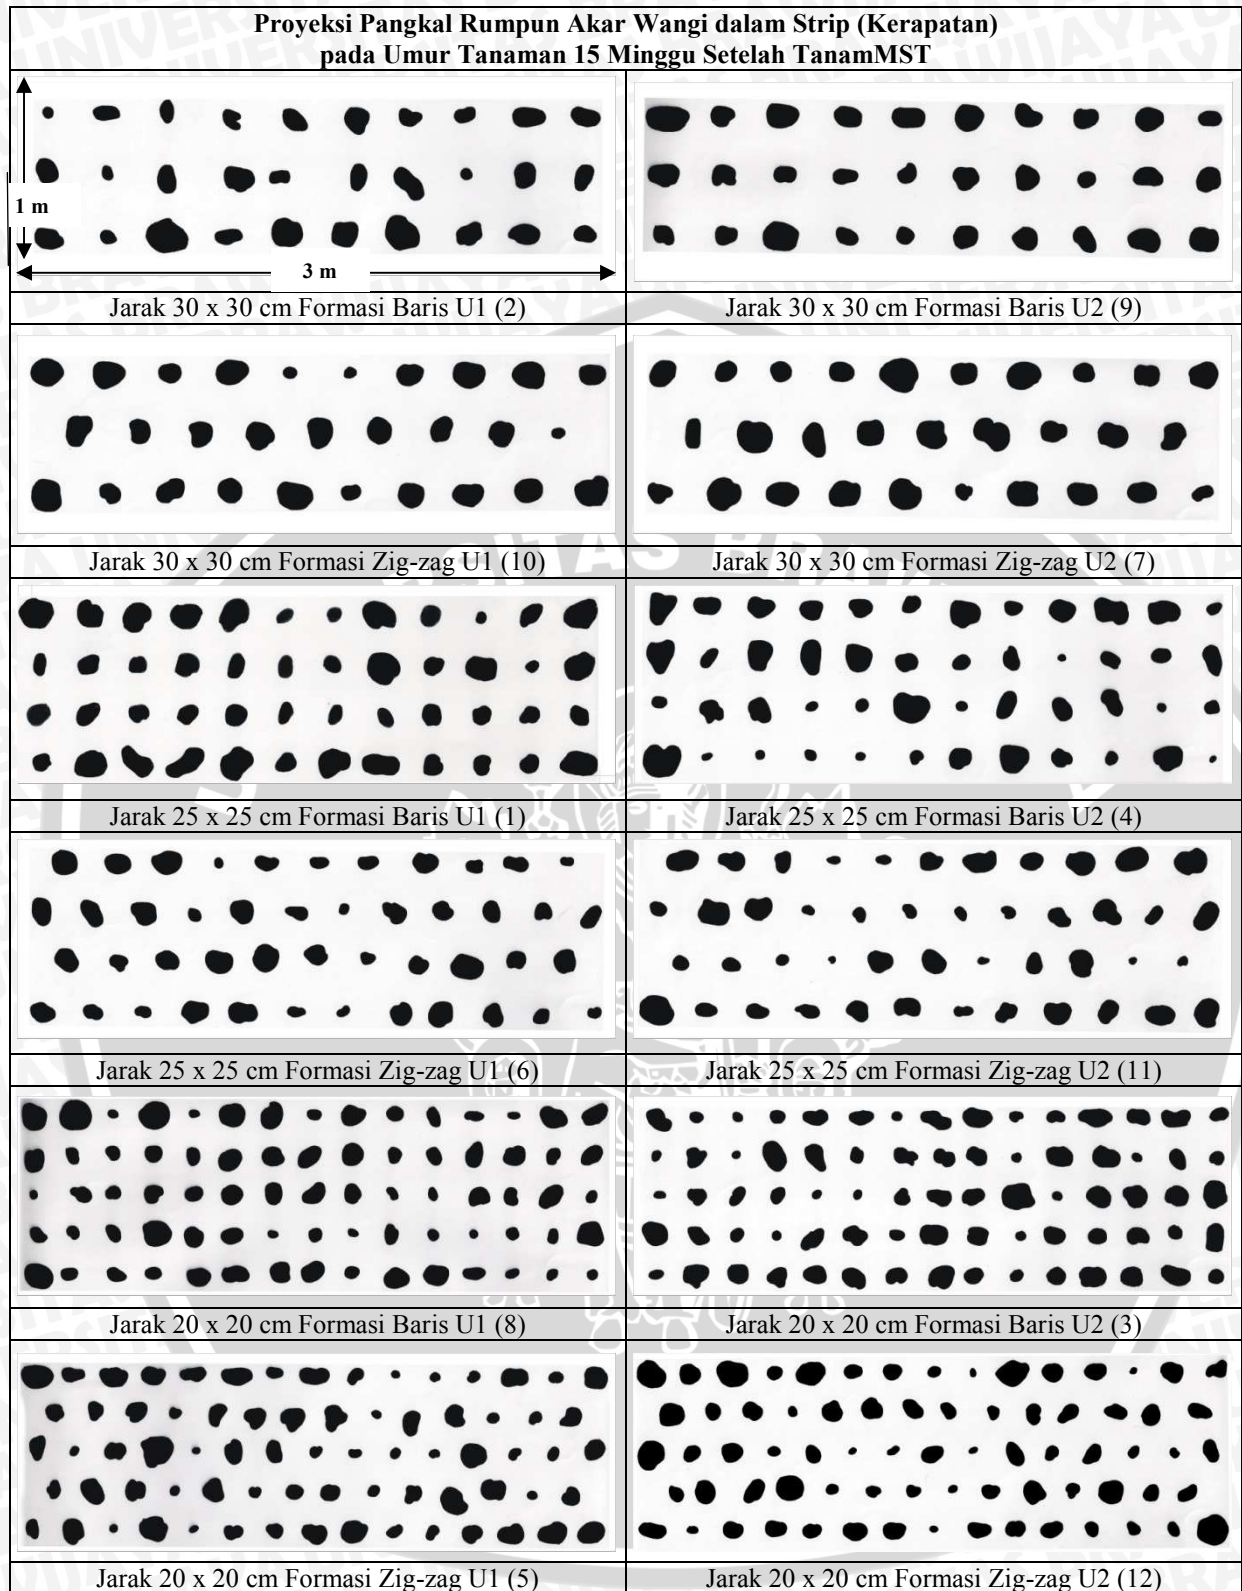 Proyeksi Pangkal Rumpun Akar Wangi dalam Strip (Kerapatan)
pada Umur Tanaman 15 Minggu Setelah TanamMST
1 m
3 m
Jarak 30 x 30 cm Formasi Baris U1 (2)
Jarak 30 x 30 cm Formasi Baris U2 (9)
Jarak 30 x 30 cm Formasi Zig-zag U1 (10)
Jarak 30 x 30 cm Formasi Zig-zag U2 (7)
Jarak 25 x 25 cm Formasi Baris U1 (1)
Jarak 25 x 25 cm Formasi Baris U2 (4)
Jarak 25 x 25 cm Formasi Zig-zag U1 (6)
Jarak 25 x 25 cm Formasi Zig-zag U2 (11)
Jarak 20 x 20 cm Formasi Baris U1 (8)
Jarak 20 x 20 cm Formasi Baris U2 (3)
Jarak 20 x 20 cm Formasi Zig-zag U1 (5)
Jarak 20 x 20 cm Formasi Zig-zag U2 (12)